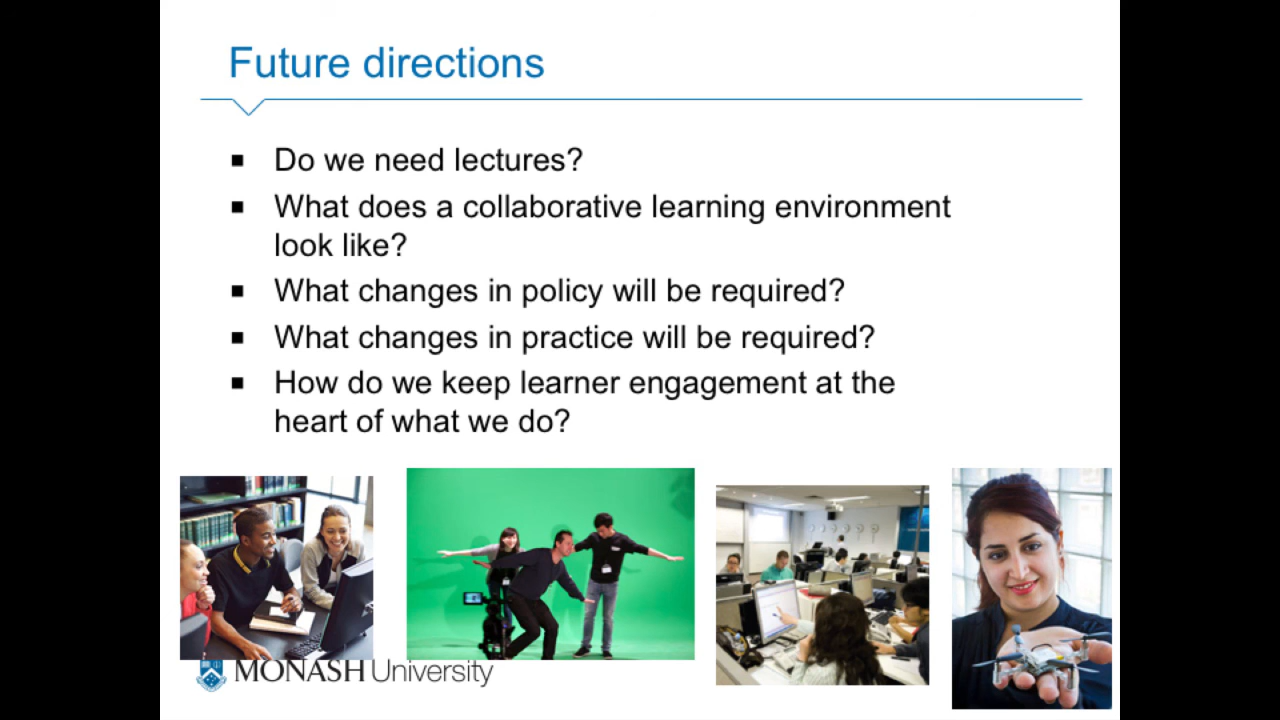 Future directions
Do we need lectures?
What does a collaborative learning environment
look like?
What changes in policy will be required?
What changes in practice will be required?
How do we keep learner engagement at the
heart of what we do?
MONASH University